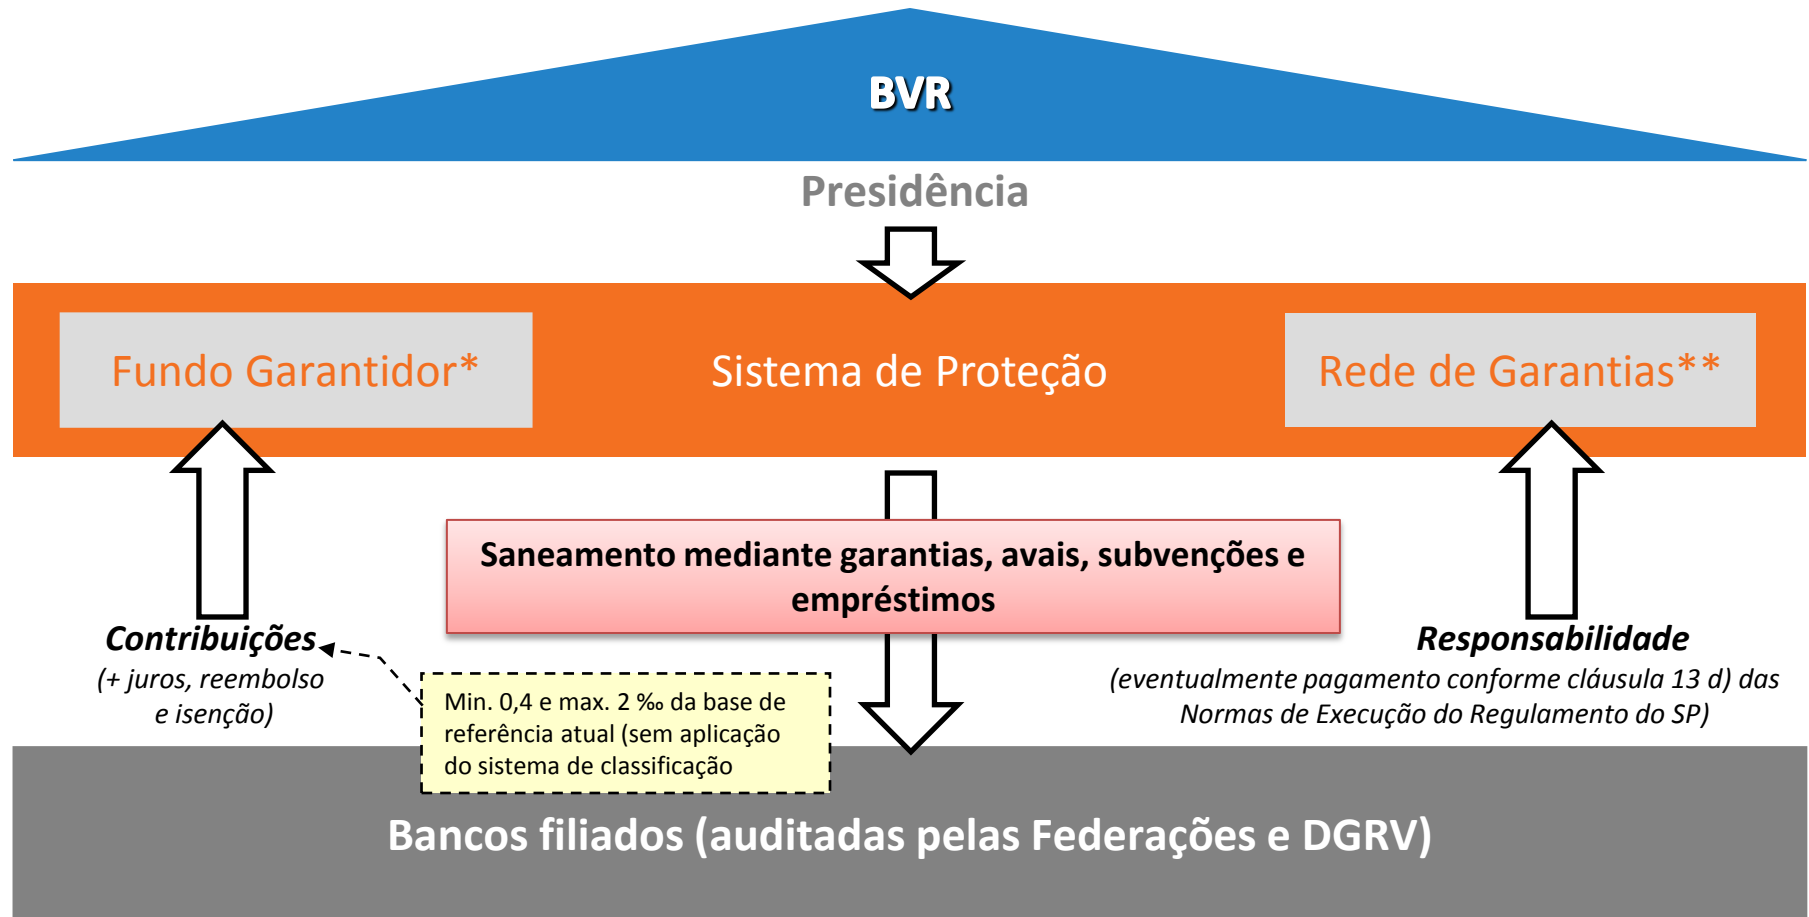 BVR
Presidência
Fundo Garantidor*
Sistema de Proteção
Rede de Garantias**
Saneamento mediante garantias, avais, subvenções e
empréstimos
Contribuições
(+ juros, reembolso
e isenção)
Min. 0,4 e max. 2 ‰ da base de
referência atual (sem aplicação
do sistema de classificação
Responsabilidade
(eventualmente pagamento conforme cláusula 13 d) das
Normas de Execução do Regulamento do SP)
Bancos filiados (auditadas pelas Federações e DGRV)